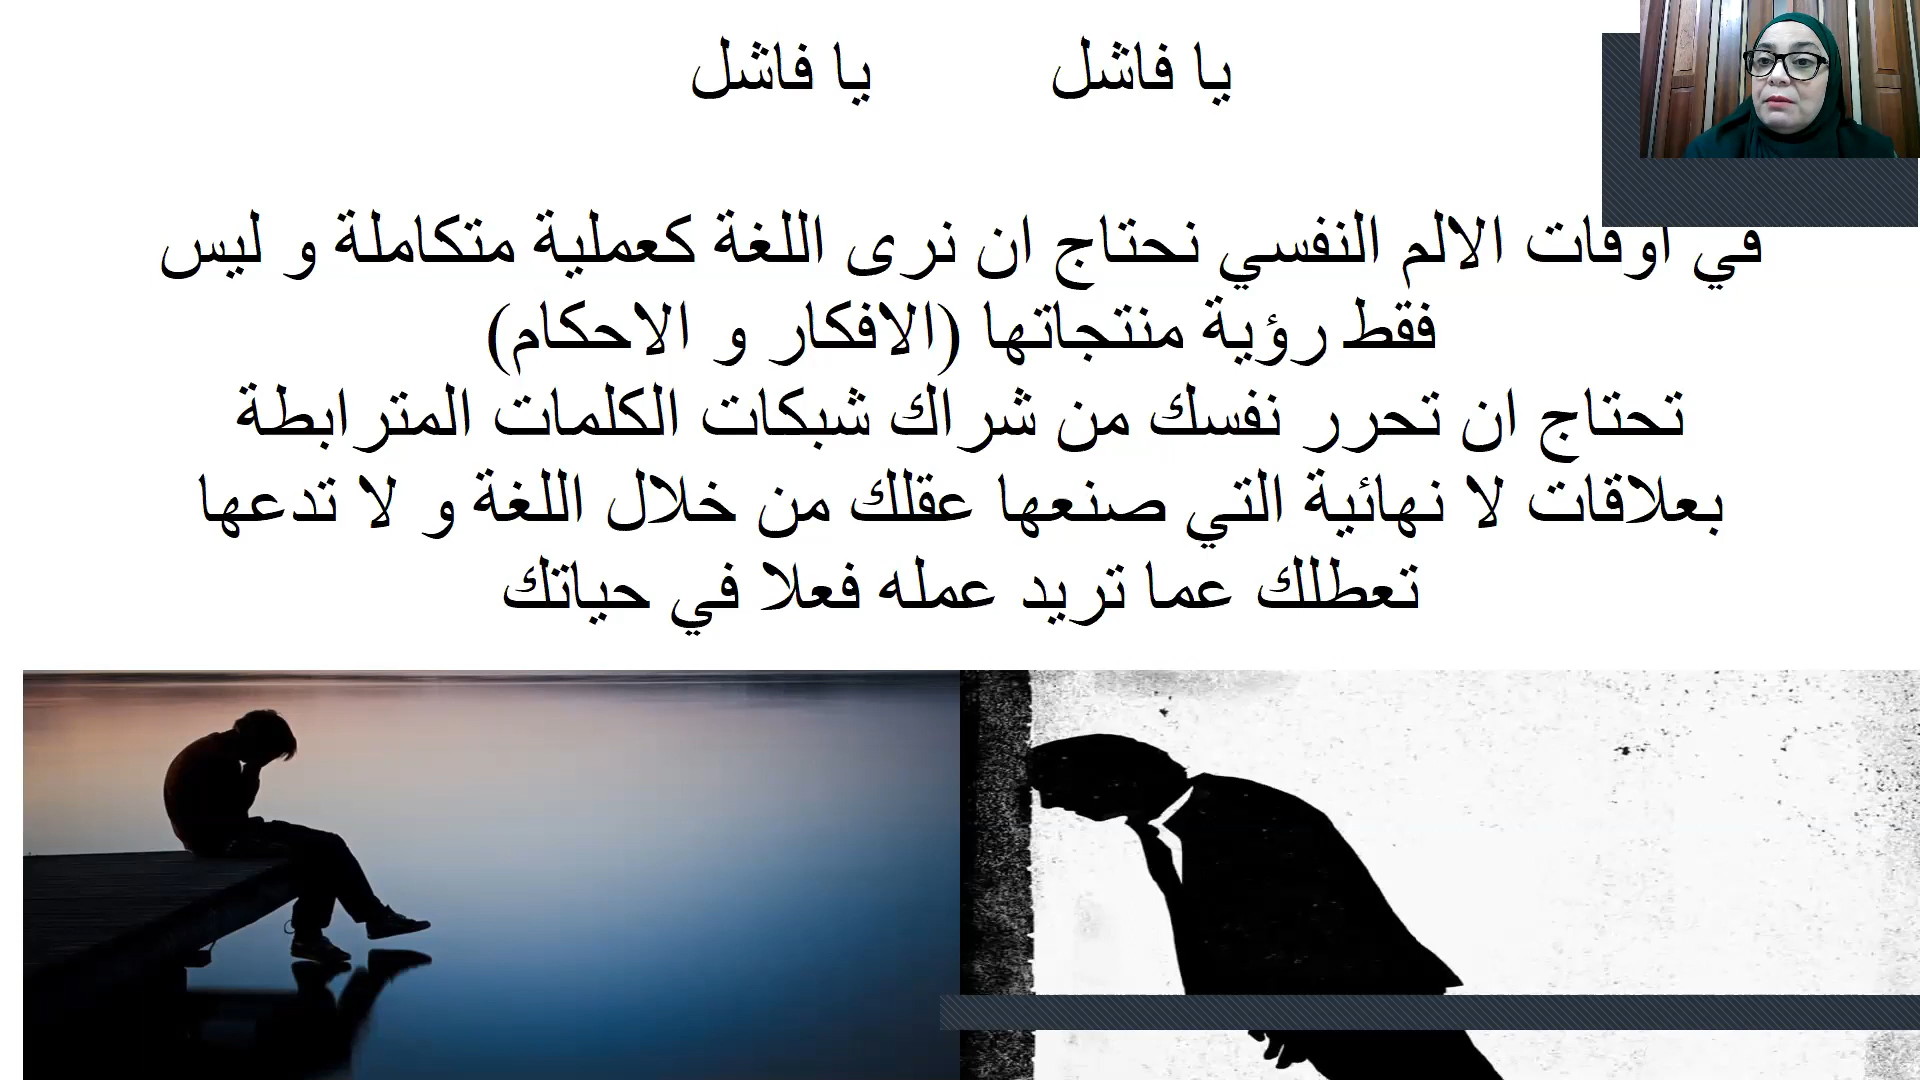 يا فاشل يا فاشل
في اوقات الالم النفسي نحتاج ان نرى اللغة كعملية متكاملة و ليس
فقط رؤية منتجاتها (الافكار و الاحكام)
تحتاج ان تحرر نفسك من شراك شبكات الكلمات المترابطة
بعلاقات لا نهائية التي صنعها عقلك من خلال اللغة و لا تدعها
تعطلك عما تريد عمله فعلا في حياتك